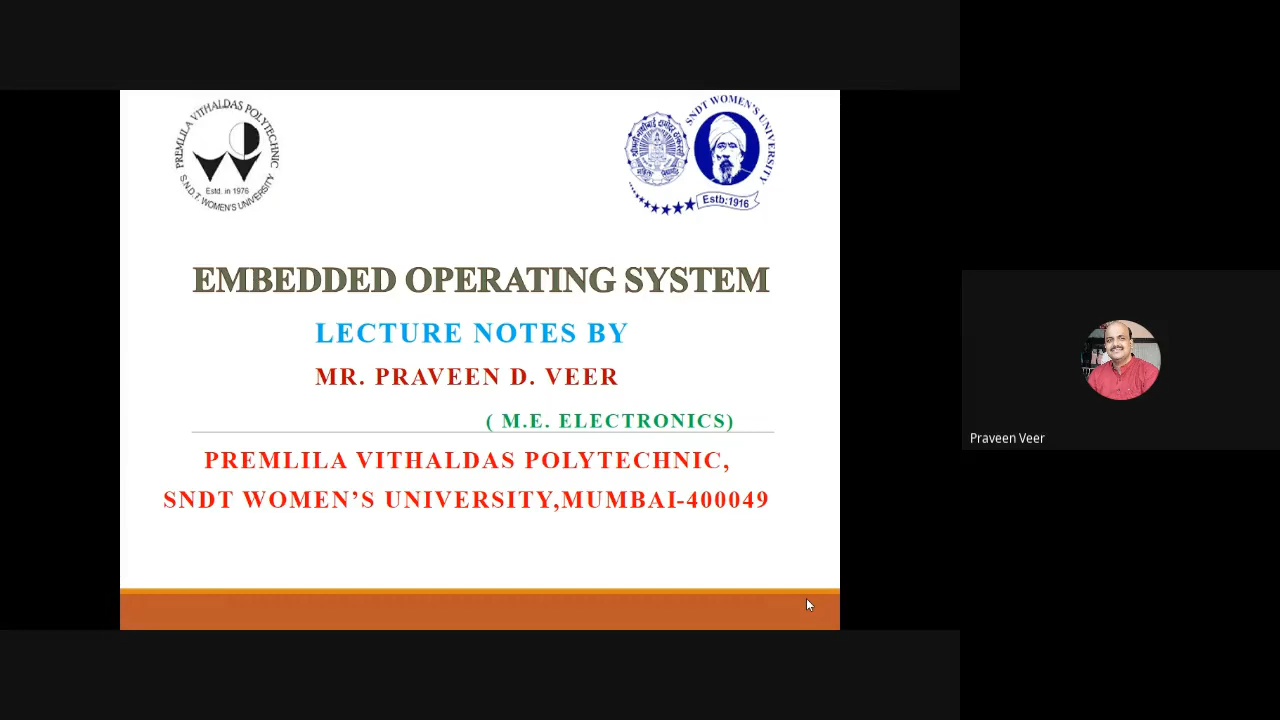 PREMLILA VITHALDAS POLYTECHNIC
Estd. in 1976
S.N.D.T. WOMEN'S UNIVERSITY
SNDT WOMEN'S UNIVERSITY
Estb:1916
EMBEDDED OPERATING SYSTEM
LECTURE NOTES BY
MR. PRAVEEN D. VEER
( M.E. ELECTRONICS)
PREMLILA VITHALDAS POLYTECHNIC,
SNDT WOMEN’S UNIVERSITY,MUMBAI-400049
Praveen Veer